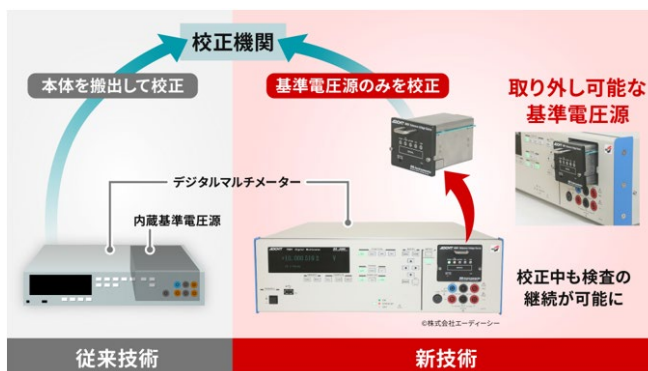 校正機関
本体を搬出して校正
基準電圧源のみを校正
取り外し可能な
基準電圧源
デジタルマルチメーター
内蔵基準電圧源
校正中も検査の
継続が可能に
©株式会社エーディーシー
従来技術
新技術